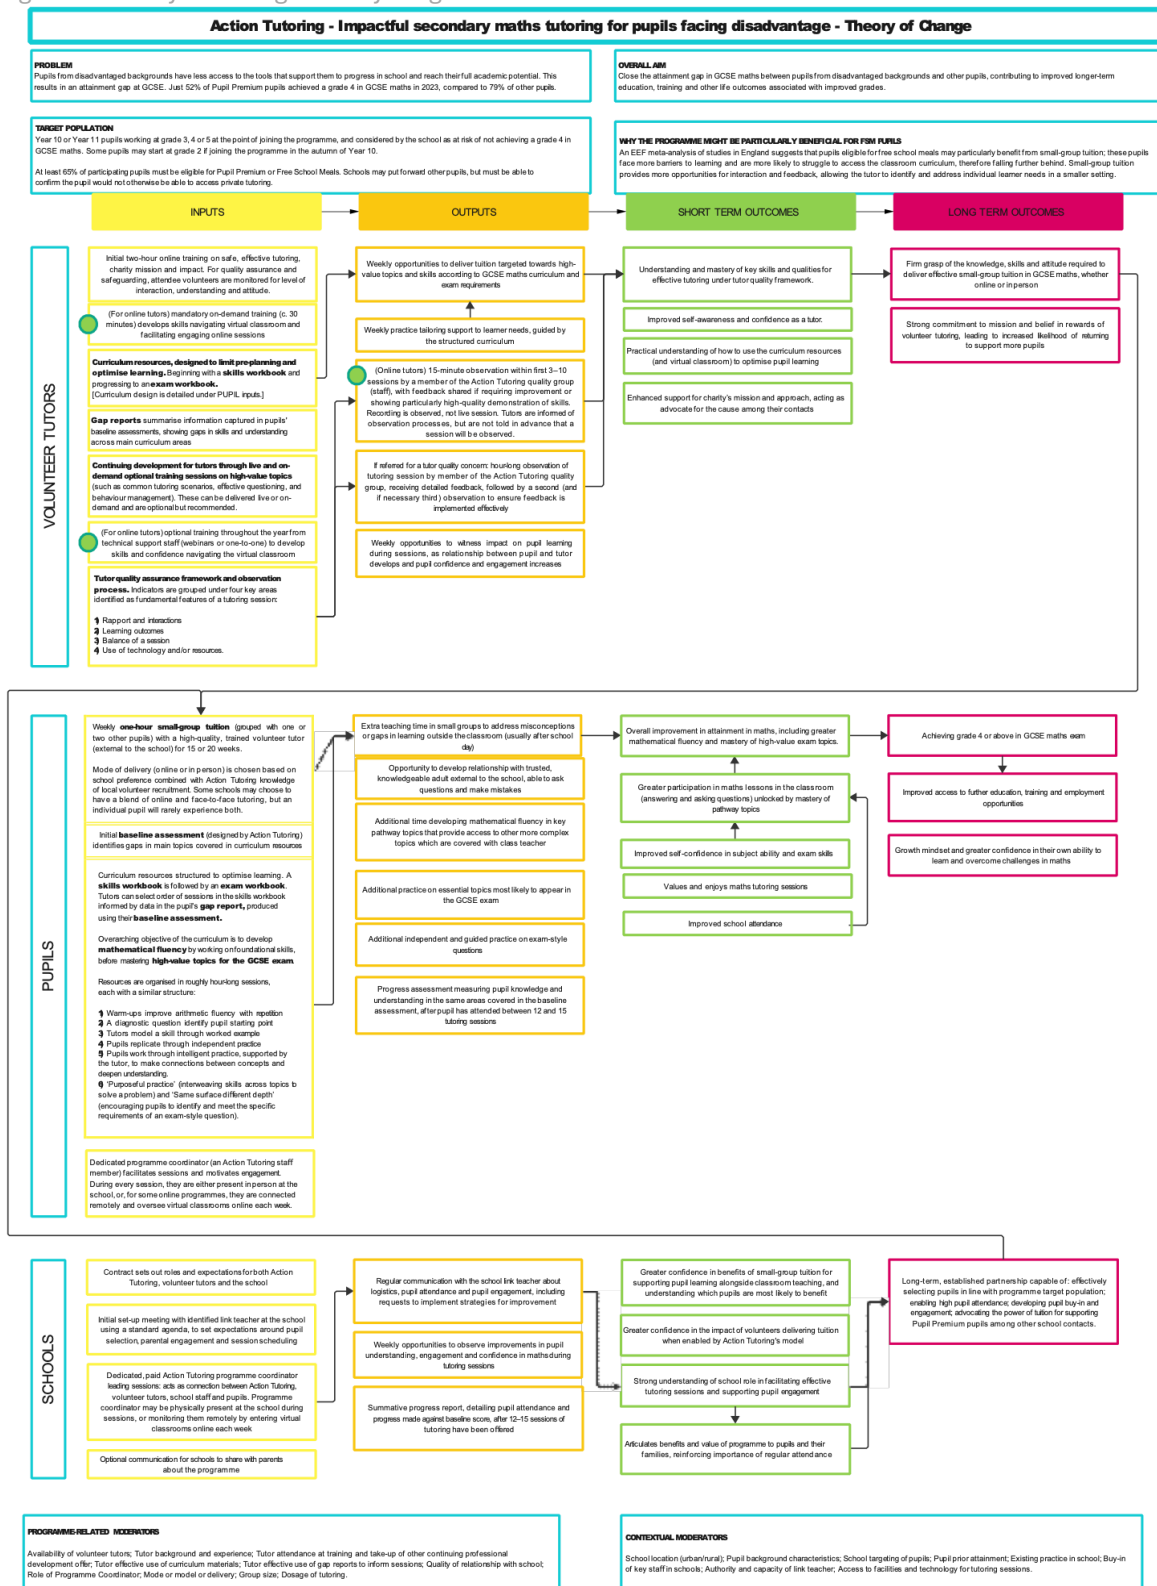 Action Tutoring - Impactful secondary maths tutoring for pupils facing disadvantage - Theory of Change
PROBLEM
Pupils from disadvantaged backgrounds have less access to the tools that support them to progress in school and reach their full academic potential. This
results in an attainment gap at GCSE. Just 52% of Pupil Premium pupils achieved a grade 4 in GCSE maths in 2023, compared to 79% of other pupils.
OVERALL AIM
Close the attainment gap in GCSE maths between pupils from disadvantaged backgrounds and other pupils, contributing to improved longer-term
education, training and other life outcomes associated with improved grades.
TARGET POPULATION
Year 10 or Year 11 pupils working at grade 3, 4 or 5 at the point of joining the programme, and considered by the school as at risk of not achieving a grade 4 in
GCSE maths. Some pupils may start at grade 2 if joining the programme in the autumn of Year 10.
At least 65% of participating pupils must be eligible for Pupil Premium or Free School Meals. Schools may put forward other pupils, but must be able to
confirm the pupil would not otherwise be able to access private tutoring.
WHY THE PROGRAMME MIGHT BE PARTICULARLY BENEFICIAL FOR FSM PUPILS
An EEF meta-analysis of studies in England suggests that pupils eligible for free school meals may particularly benefit from small-group tuition; these pupils
face more barriers to learning and are more likely to struggle to access the classroom curriculum, therefore falling further behind. Small-group tuition
provides more opportunities for interaction and feedback, allowing the tutor to identify and address individual learner needs in a smaller setting.
INPUTS
OUTPUTS
SHORT TERM OUTCOMES
LONG TERM OUTCOMES
VOLUNTEER TUTORS
Initial two-hour online training on safe, effective tutoring,
charity mission and impact. For quality assurance and
safeguarding, attendee volunteers are monitored for level of
interaction, understanding and attitude.
(For online tutors) mandatory on-demand training (c. 30
minutes) develops skills navigating virtual classroom and
facilitating engaging online sessions
Curriculum resources, designed to limit pre-planning and
optimise learning. Beginning with a skills workbook and
progressing to an exam workbook.
[Curriculum design is detailed under PUPIL inputs.]
Gap reports summarise information captured in pupils'
baseline assessments, showing gaps in skills and understanding
across main curriculum areas
Continuing development for tutors through live and on-
demand optional training sessions on high-value topics
(such as common tutoring scenarios, effective questioning, and
behaviour management). These can be delivered live or on-
demand and are optional but recommended.
(For online tutors) optional training throughout the year from
technical support staff (webinars or one-to-one) to develop
skills and confidence navigating the virtual classroom
Tutor quality assurance framework and observation
process. Indicators are grouped under four key areas
identified as fundamental features of a tutoring session:
1) Rapport and interactions
2) Learning outcomes
3) Balance of a session
4) Use of technology and/or resources.
Weekly opportunities to deliver tuition targeted towards high-
value topics and skills according to GCSE maths curriculum and
exam requirements
Weekly practice tailoring support to learner needs, guided by
the structured curriculum
(Online tutors) 15-minute observation within first 3–10
sessions by a member of the Action Tutoring quality group
(staff), with feedback shared if requiring improvement or
showing particularly high-quality demonstration of skills.
Recording is observed, not live session. Tutors are informed of
observation processes, but are not told in advance that a
session will be observed.
If referred for a tutor quality concern: hour-long observation of
tutoring session by member of the Action Tutoring quality
group, receiving detailed feedback, followed by a second (and
if necessary third) observation to ensure feedback is
implemented effectively
Weekly opportunities to witness impact on pupil learning
during sessions, as relationship between pupil and tutor
develops and pupil confidence and engagement increases
Understanding and mastery of key skills and qualities for
effective tutoring under tutor quality framework.
Improved self-awareness and confidence as a tutor.
Practical understanding of how to use the curriculum resources
(and virtual classroom) to optimise pupil learning
Enhanced support for charity's mission and approach, acting as
advocate for the cause among their contacts
Firm grasp of the knowledge, skills and attitude required to
deliver effective small-group tuition in GCSE maths, whether
online or in person
Strong commitment to mission and belief in rewards of
volunteer tutoring, leading to increased likelihood of returning
to support more pupils
PUPILS
Weekly one-hour small-group tuition (grouped with one or
two other pupils) with a high-quality, trained volunteer tutor
(external to the school) for 15 or 20 weeks.
Mode of delivery (online or in person) is chosen based on
school preference combined with Action Tutoring knowledge
of local volunteer recruitment. Some schools may choose to
have a blend of online and face-to-face tutoring, but an
individual pupil will rarely experience both.
Initial baseline assessment (designed by Action Tutoring)
identifies gaps in main topics covered in curriculum resources
Curriculum resources structured to optimise learning. A
skills workbook is followed by an exam workbook.
Tutors can select order of sessions in the skills workbook
informed by data in the pupil's gap report, produced
using their baseline assessment.
Overarching objective of the curriculum is to develop
mathematical fluency by working on foundational skills,
before mastering high-value topics for the GCSE exam.
Resources are organised in roughly hour-long sessions,
each with a similar structure:
1) Warm-ups improve arithmetic fluency with repetition
2) A diagnostic question identify pupil starting point
3) Tutors model a skill through worked example
4) Pupils replicate through independent practice
5) Pupils work through intelligent practice, supported by
the tutor, to make connections between concepts and
deepen understanding.
6) 'Purposeful practice' (interweaving skills across topics to
solve a problem) and 'Same surface different depth'
(encouraging pupils to identify and meet the specific
requirements of an exam-style question).
Dedicated programme coordinator (an Action Tutoring staff
member) facilitates sessions and motivates engagement.
During every session, they are either present in person at the
school, or, for some online programmes, they are connected
remotely and oversee virtual classrooms online each week.
Extra teaching time in small groups to address misconceptions
or gaps in learning outside the classroom (usually after school
day)
Opportunity to develop relationship with trusted,
knowledgeable adult external to the school, able to ask
questions and make mistakes
Additional time developing mathematical fluency in key
pathway topics that provide access to other more complex
topics which are covered with class teacher
Additional practice on essential topics most likely to appear in
the GCSE exam
Additional independent and guided practice on exam-style
questions
Progress assessment measuring pupil knowledge and
understanding in the same areas covered in the baseline
assessment, after pupil has attended between 12 and 15
tutoring sessions
Overall improvement in attainment in maths, including greater
mathematical fluency and mastery of high-value exam topics.
Greater participation in maths lessons in the classroom
(answering and asking questions) unlocked by mastery of
pathway topics
Improved self-confidence in subject ability and exam skills
Values and enjoys maths tutoring sessions
Improved school attendance
Achieving grade 4 or above in GCSE maths exam
Improved access to further education, training and employment
opportunities
Growth mindset and greater confidence in their own ability to
learn and overcome challenges in maths
SCHOOLS
Contract sets out roles and expectations for both Action
Tutoring, volunteer tutors and the school
Initial set-up meeting with identified link teacher at the school
using a standard agenda, to set expectations around pupil
selection, parental engagement and session scheduling
Dedicated, paid Action Tutoring programme coordinator
leading sessions: acts as connection between Action Tutoring,
volunteer tutors, school staff and pupils. Programme
coordinator may be physically present at the school during
sessions, or monitoring them remotely by entering virtual
classrooms online each week
Optional communication for schools to share with parents
about the programme
Regular communication with the school link teacher about
logistics, pupil attendance and pupil engagement, including
requests to implement strategies for improvement
Weekly opportunities to observe improvements in pupil
understanding, engagement and confidence in maths during
tutoring sessions
Summative progress report, detailing pupil attendance and
progress made against baseline score, after 12–15 sessions of
tutoring have been offered
Greater confidence in benefits of small-group tuition for
supporting pupil learning alongside classroom teaching, and
understanding which pupils are most likely to benefit
Greater confidence in the impact of volunteers delivering tuition
when enabled by Action Tutoring's model
Strong understanding of school role in facilitating effective
tutoring sessions and supporting pupil engagement
Articulates benefits and value of programme to pupils and their
families, reinforcing importance of regular attendance
Long-term, established partnership capable of: effectively
selecting pupils in line with programme target population;
enabling high pupil attendance; developing pupil buy-in and
engagement; advocating the power of tuition for supporting
Pupil Premium pupils among other school contacts.
PROGRAMME-RELATED MODERATORS
Availability of volunteer tutors; Tutor background and experience; Tutor attendance at training and take-up of other continuing professional
development offer; Tutor effective use of curriculum materials; Tutor effective use of gap reports to inform sessions; Quality of relationship with school;
Role of Programme Coordinator; Mode or model or delivery; Group size; Dosage of tutoring.
CONTEXTUAL MODERATORS
School location (urban/rural); Pupil background characteristics; School targeting of pupils; Pupil prior attainment; Existing practice in school; Buy-in
of key staff in schools; Authority and capacity of link teacher; Access to facilities and technology for tutoring sessions.